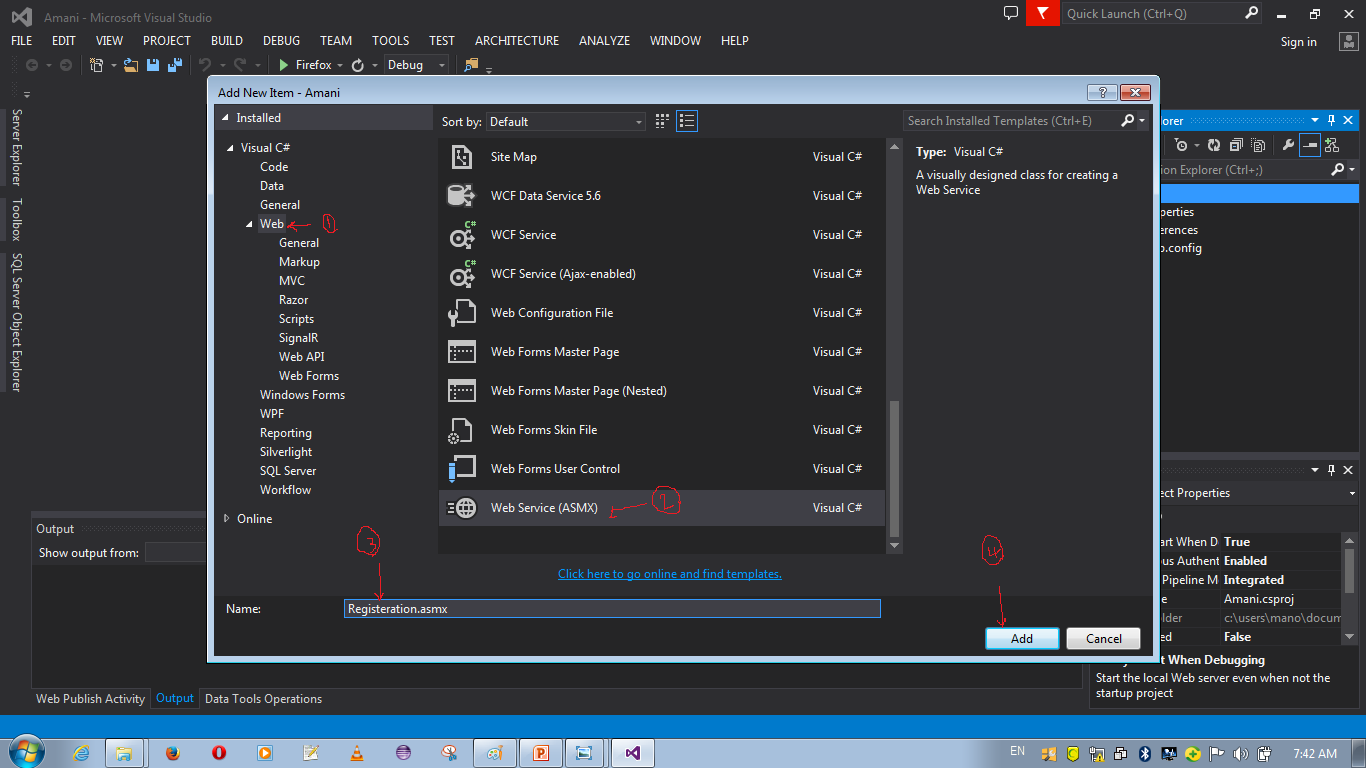 Amani - Microsoft Visual Studio
Quick Launch (Ctrl+Q)
FILE EDIT VIEW PROJECT BUILD DEBUG TEAM TOOLS TEST ARCHITECTURE ANALYZE WINDOW HELP
Sign in
Firefox Debug
Server Explorer
Toolbox
SQL Server Object Explorer
Add New Item - Amani
Installed
Visual C#
Code
Data
General
Web 1
General
Markup
MVC
Razor
Scripts
SignalR
Web API
Web Forms
Windows Forms
WPF
Reporting
Silverlight
SQL Server
Workflow
Online
Sort by: Default
Site Map Visual C#
WCF Data Service 5.6 Visual C#
C#
WCF Service Visual C#
C#
WCF Service (Ajax-enabled) Visual C#
Web Configuration File Visual C#
Web Forms Master Page Visual C#
Web Forms Master Page (Nested) Visual C#
Web Forms Skin File Visual C#
Web Forms User Control Visual C#
Web Service (ASMX) 2 Visual C#
Search Installed Templates (Ctrl+E)
Type: Visual C#
A visually designed class for creating a
Web Service
3
4
Click here to go online and find templates.
Name: Registeration.asmx
Add Cancel
lorer
ion Explorer (Ctrl+;)
perties
erences
.config
ect Properties
tart When D True
ous Authent Enabled
Pipeline M Integrated
e Amani.csproj
older c:\users\mano\docum
ed False
t When Debugging
Start the local Web server even when not the
startup project
Output
Show output from:
Web Publish Activity Output Data Tools Operations
EN
7:42 AM